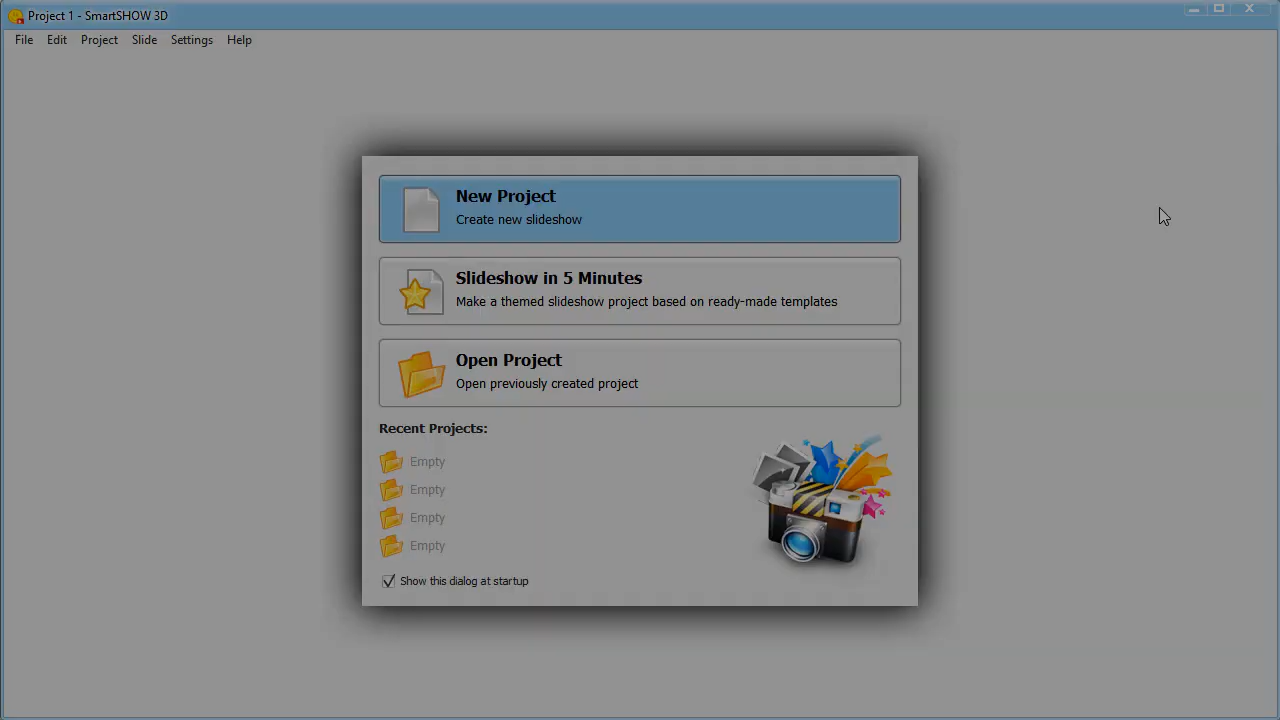 Project 1 - SmartSHOW 3D
File Edit Project Slide Settings Help
New Project
Create new slideshow
Slideshow in 5 Minutes
Make a themed slideshow project based on ready-made templates
Open Project
Open previously created project
Recent Projects:
Empty
Empty
Empty
Empty
Show this dialog at startup